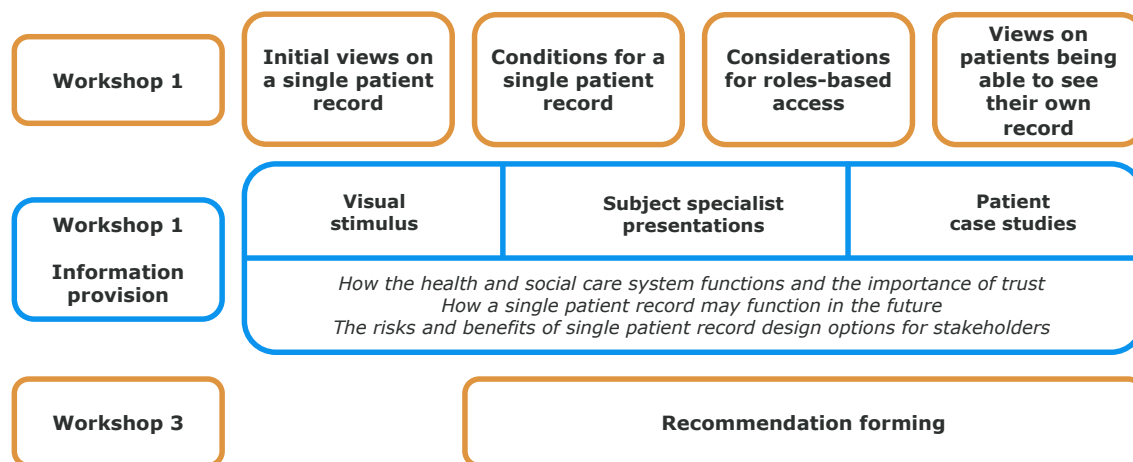 Workshop 1
Initial views on
a single patient
record
Conditions for a
single patient
record
Considerations
for roles-based
access
Views on
patients being
able to see
their own
record
Workshop 1
Information
provision
Visual
stimulus
Subject specialist
presentations
Patient
case studies
How the health and social care system functions and the importance of trust
How a single patient record may function in the future
The risks and benefits of single patient record design options for stakeholders
Workshop 3
Recommendation forming